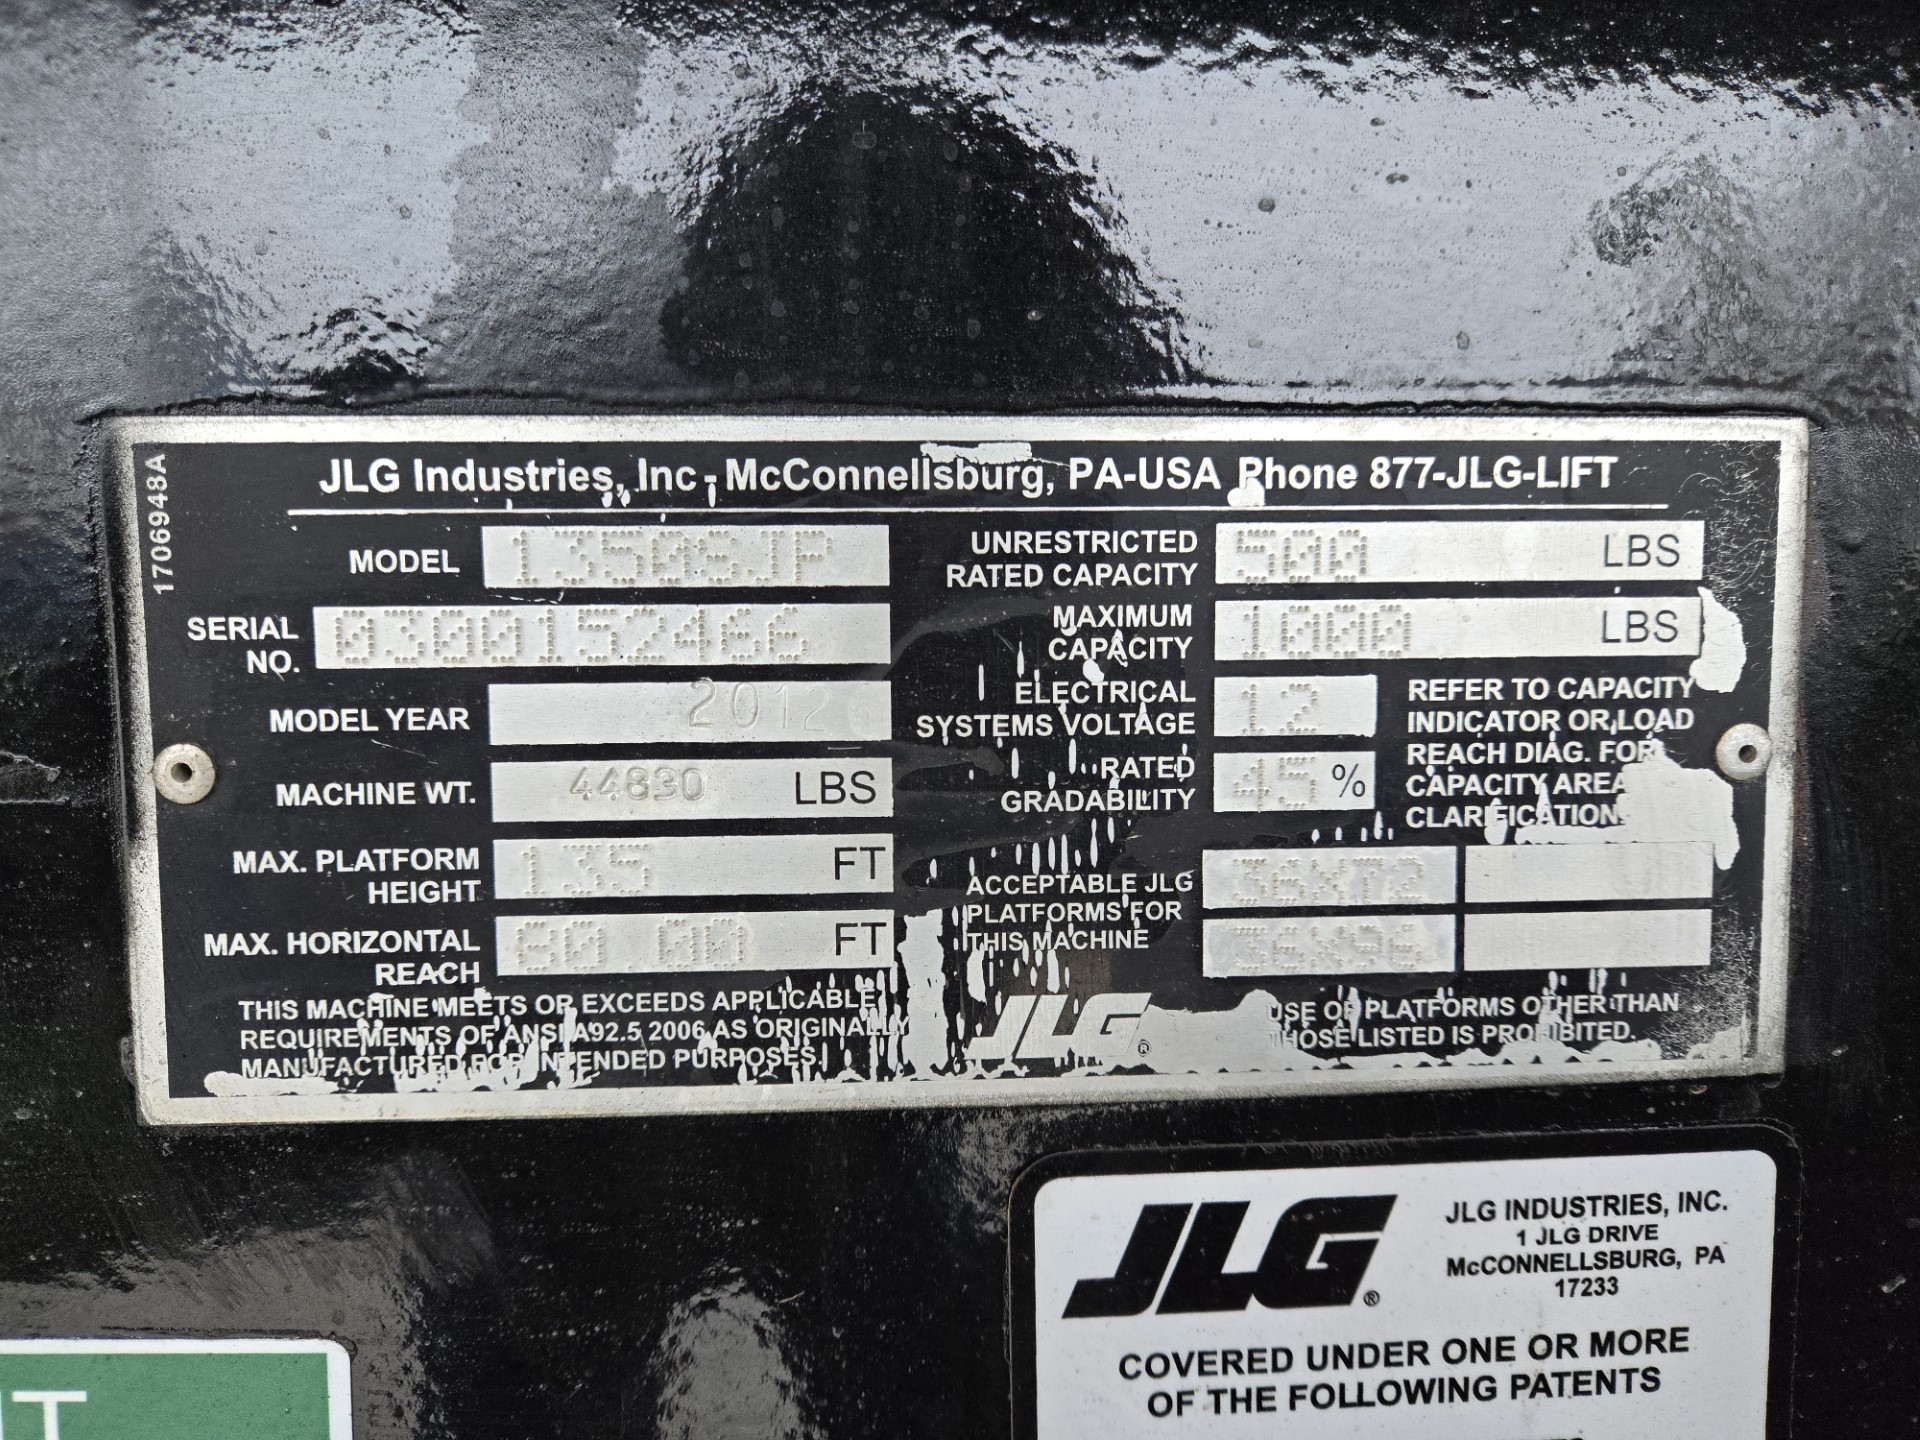 1706948A
JLG Industries, Inc - McConnellsburg, PA-USA Phone 877-JLG-LIFT
MODEL 1350SJP
SERIAL NO. 0300152466
MODEL YEAR 2012
MACHINE WT. 44830 LBS
MAX. PLATFORM HEIGHT 135 FT
MAX. HORIZONTAL REACH 80.00 FT
THIS MACHINE MEETS OR EXCEEDS APPLICABLE
REQUIREMENTS OF ANSI A92.5 2006 AS ORIGINALLY
MANUFACTURED FOR INTENDED PURPOSES.
UNRESTRICTED RATED CAPACITY 500 LBS
MAXIMUM CAPACITY 1000 LBS
ELECTRICAL SYSTEMS VOLTAGE 12
RATED GRADABILITY 45 %
REFER TO CAPACITY
INDICATOR OR LOAD
REACH DIAG. FOR
CAPACITY AREA
CLARIFICATION.
ACCEPTABLE JLG
PLATFORMS FOR
THIS MACHINE
36X72
36X96
JLG®
USE OF PLATFORMS OTHER THAN
THOSE LISTED IS PROHIBITED.
JLG®
JLG INDUSTRIES, INC.
1 JLG DRIVE
McCONNELLSBURG, PA
17233
COVERED UNDER ONE OR MORE
OF THE FOLLOWING PATENTS